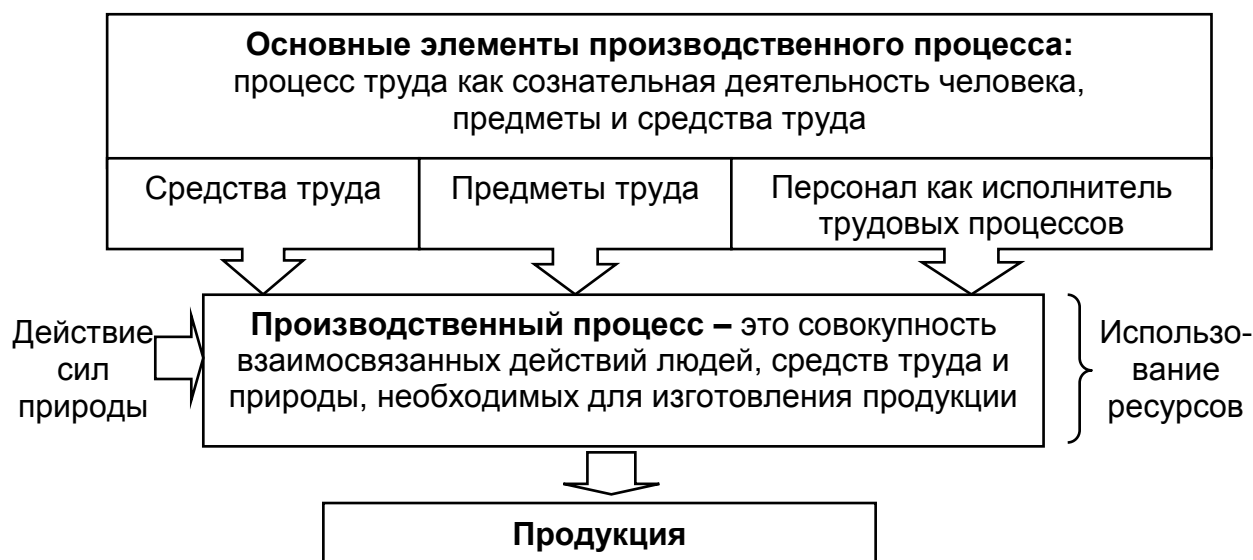 Основные элементы производственного процесса:
процесс труда как сознательная деятельность человека,
предметы и средства труда
Средства труда
Предметы труда
Персонал как исполнитель
трудовых процессов
Действие
сил
природы
Производственный процесс – это совокупность
взаимосвязанных действий людей, средств труда и
природы, необходимых для изготовления продукции
Использо-
вание
ресурсов
Продукция